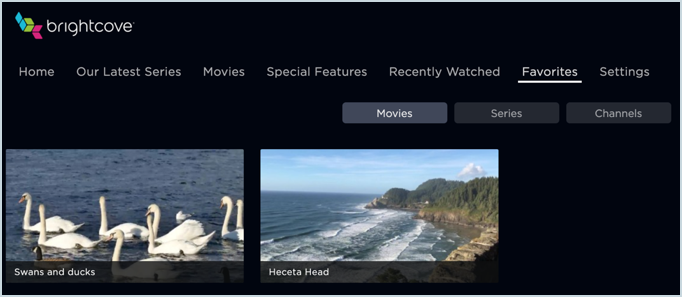 brightcove
Home Our Latest Series Movies Special Features Recently Watched Favorites Settings
Movies Series Channels
Swans and ducks Heceta Head